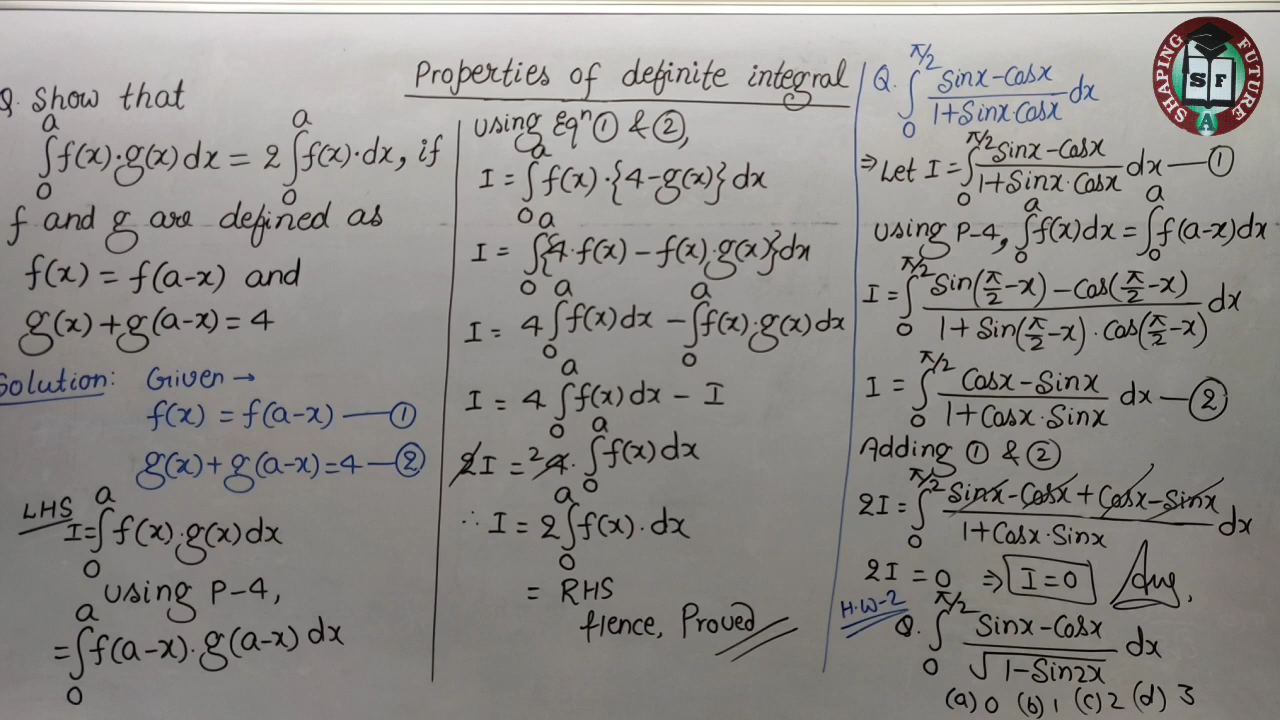 Properties of definite integral
Q. Show that
∫₀ᵃ f(x)·g(x)dx = 2∫₀ᵃ f(x)·dx, if
f and g are defined as
f(x) = f(a-x) and
g(x)+g(a-x)=4
Solution: Given →
f(x) = f(a-x) — ①
g(x)+g(a-x)=4 — ②
LHS
I=∫₀ᵃ f(x)·g(x)dx
using P-4,
=∫₀ᵃ f(a-x)·g(a-x)dx
using Eqⁿ ① & ②,
I = ∫₀ᵃ f(x)·{4-g(x)}dx
I = ∫₀ᵃ {4·f(x) - f(x)·g(x)}dx
I = 4∫₀ᵃ f(x)dx - ∫₀ᵃ f(x)·g(x)dx
I = 4∫₀ᵃ f(x)dx - I
2I = ²4·∫₀ᵃ f(x)dx
∴ I = 2∫₀ᵃ f(x)·dx
= RHS
Hence, Proved
Q. ∫₀^(π/2) (Sinx-Cosx)/(1+Sinx·Cosx) dx
⇒ Let I = ∫₀^(π/2) (Sinx-Cosx)/(1+Sinx·Cosx) dx — ①
using P-4, ∫₀ᵃ f(x)dx = ∫₀ᵃ f(a-x)dx
I = ∫₀^(π/2) (Sin(π/2-x)-Cos(π/2-x))/(1+Sin(π/2-x)·Cos(π/2-x)) dx
I = ∫₀^(π/2) (Cosx-Sinx)/(1+Cosx·Sinx) dx — ②
Adding ① & ②
2I = ∫₀^(π/2) (Sinx-Cosx+Cosx-Sinx)/(1+Cosx·Sinx) dx
2I = 0 ⇒ I=0 Ans,
H.W-2
Q. ∫₀^(π/2) (Sinx-Cosx)/√(1-Sin2x) dx
(a) 0 (b) 1 (c) 2 (d) 3
SHAPING FUTURE
S F
A